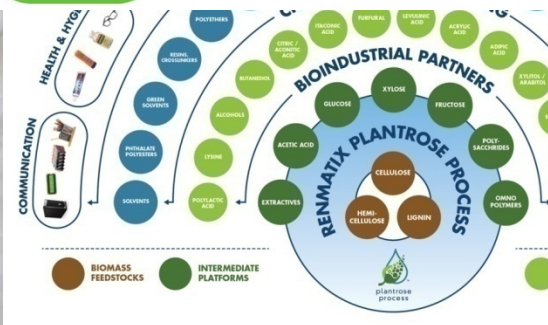 HEALTH & HYG
COMMUNICATION
POLYETHERS
RESINS,
CROSSLINKERS
GREEN
SOLVENTS
PHTHALATE
POLYESTERS
SOLVENTS
ITACONIC
ACID
FURFURAL
LEVULINIC
ACID
ACRYLIC
ACID
ADIPIC
ACID
XYLITOL /
ARABITOL
CITRIC /
ACONITIC
ACID
BUTANEDIOL
ALCOHOLS
LYSINE
POLYLACTIC
ACID
BIOINDUSTRIAL PARTNERS
EXTRACTIVES
ACETIC ACID
GLUCOSE
XYLOSE
FRUCTOSE
POLY-
SACCHRIDES
OMNO
POLYMERS
RENMATIX PLANTROSE PROCESS
CELLULOSE
HEMI-
CELLULOSE
LIGNIN
plantrose
process
BIOMASS
FEEDSTOCKS
INTERMEDIATE
PLATFORMS